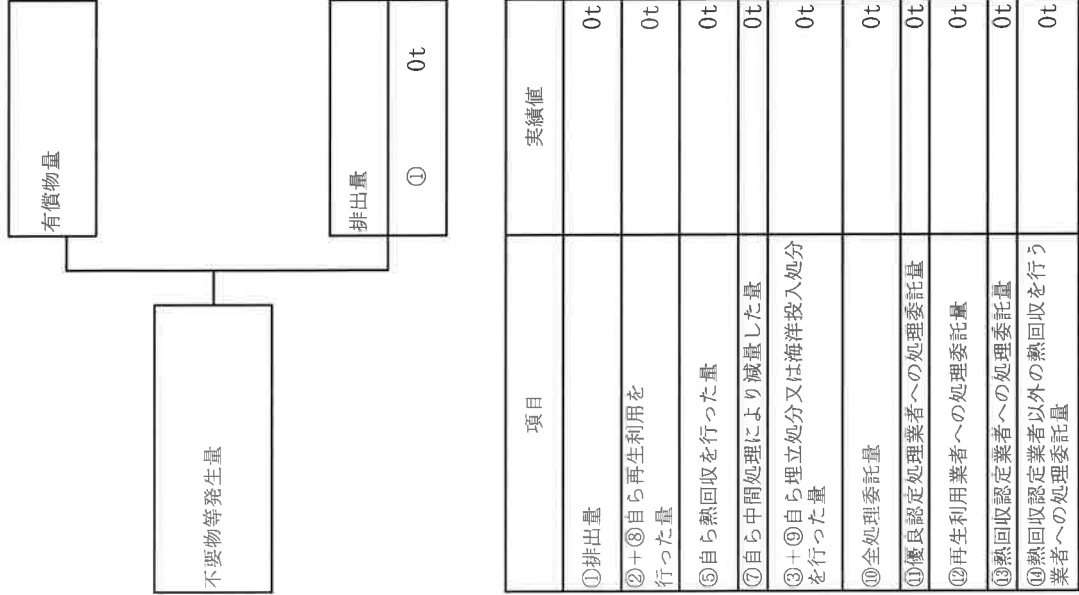 不要物等発生量
有償物量
排出量
① 0t
項目 実績値
①排出量 0t
②+⑧自ら再生利用を
行った量 0t
⑤自ら熱回収を行った量 0t
⑦自ら中間処理により減量した量 0t
③+⑨自ら埋立処分又は海洋投入処分
を行った量 0t
⑩全処理委託量 0t
⑪優良認定処理業者への処理委託量 0t
⑫再生利用業者への処理委託量 0t
⑬熱回収認定業者への処理委託量 0t
⑭熱回収認定業者以外の熱回収を行う
業者への処理委託量 0t